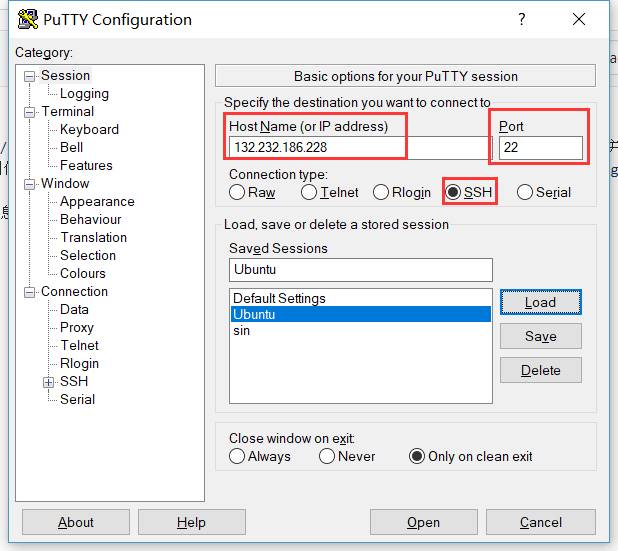 PuTTY Configuration
Category:
Session
Logging
Terminal
Keyboard
Bell
Features
Window
Appearance
Behaviour
Translation
Selection
Colours
Connection
Data
Proxy
Telnet
Rlogin
SSH
Serial
Basic options for your PuTTY session
Specify the destination you want to connect to
Host Name (or IP address) Port
132.232.186.228 22
Connection type:
Raw Telnet Rlogin SSH Serial
Load, save or delete a stored session
Saved Sessions
Ubuntu
Default Settings
Ubuntu
sin
Load
Save
Delete
Close window on exit:
Always Never Only on clean exit
About Help Open Cancel